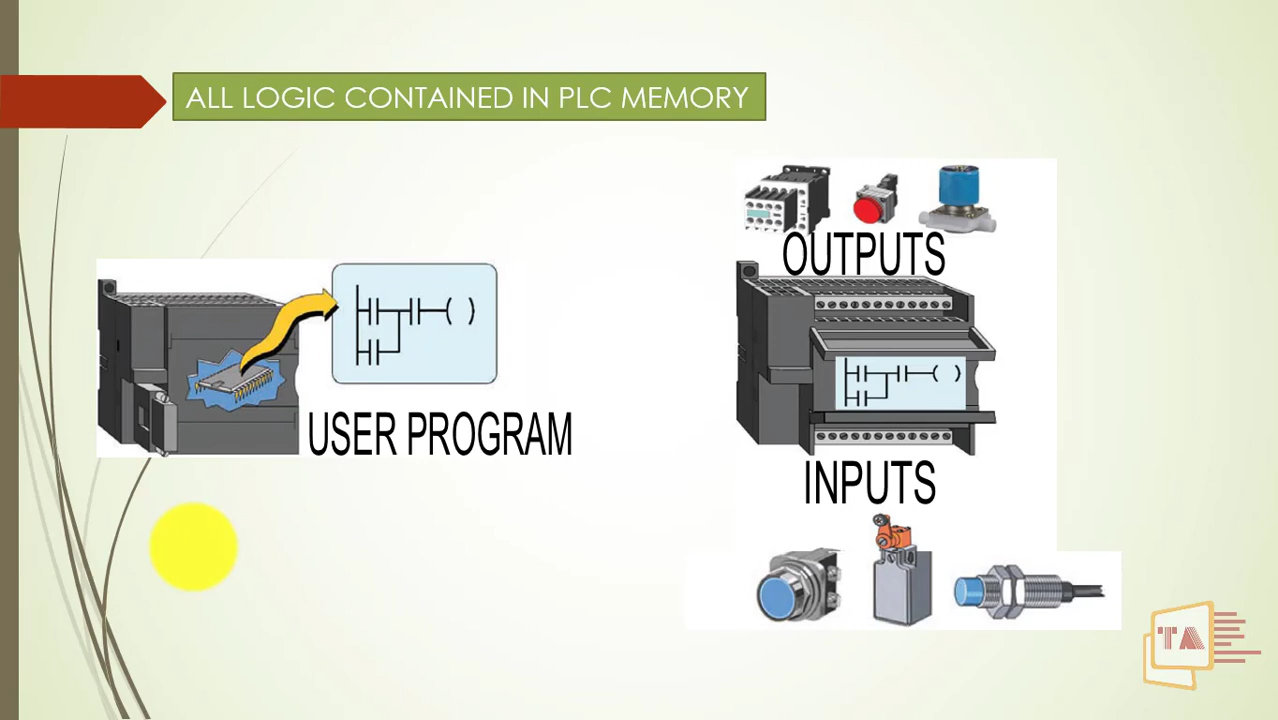 ALL LOGIC CONTAINED IN PLC MEMORY
OUTPUTS
USER PROGRAM
INPUTS
TA